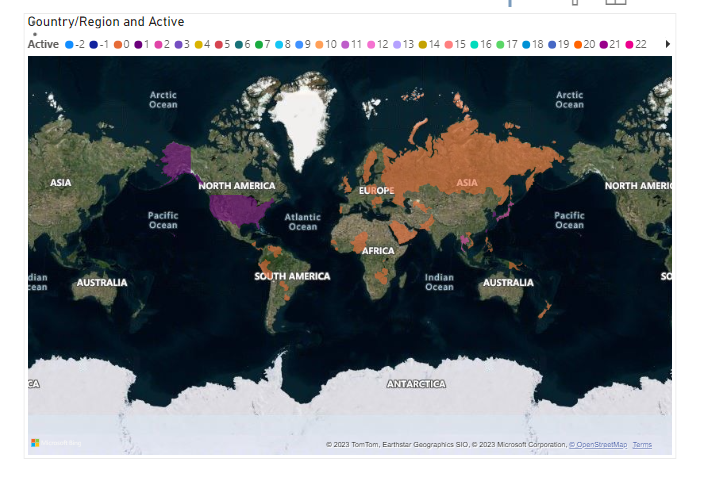 Gountry/Region and Active
Active -2 -1 0 1 2 3 4 5 6 7 8 9 10 11 12 13 14 15 16 17 18 19 20 21 22
Arctic Ocean Arctic Ocean
ASIA NORTH AMERICA EUROPE ASIA NORTH AMERIC
Pacific Ocean Atlantic Ocean Pacific Ocean
AFRICA
dian cean AUSTRALIA SOUTH AMERICA Indian Ocean AUSTRALIA SO
CA ANTARCTICA
© 2023 TomTom, Earthstar Geographics SIO, © 2023 Microsoft Corporation, © OpenStreetMap Terms